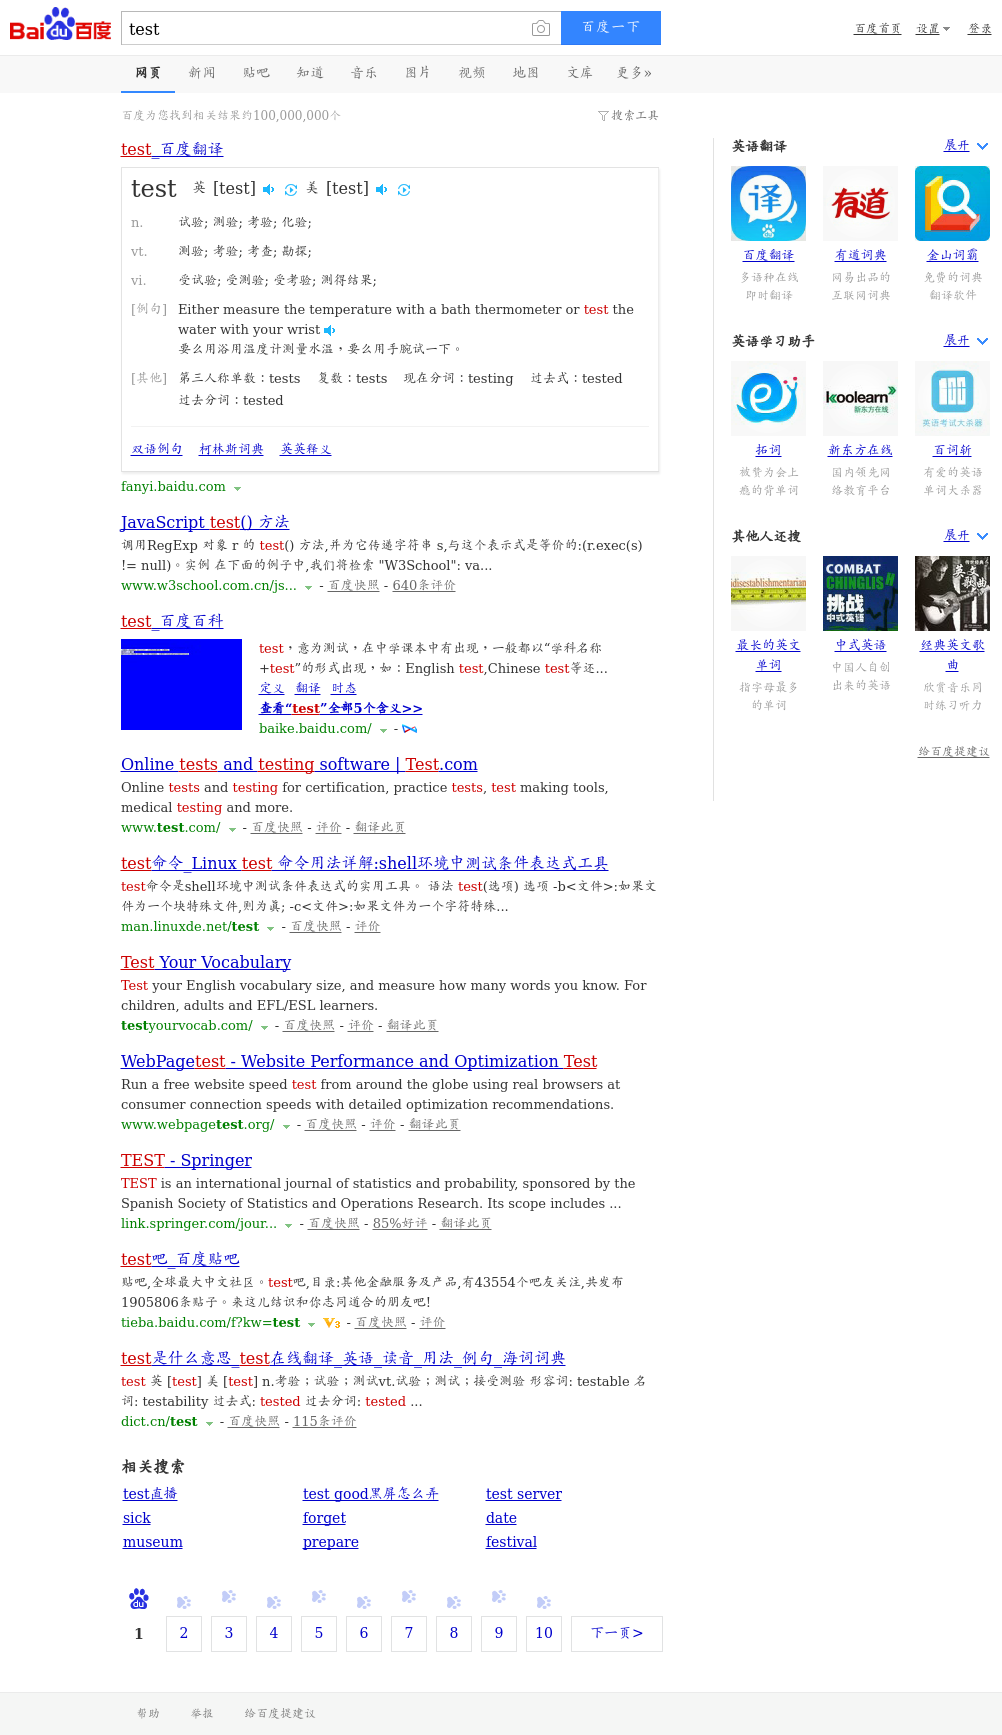 Bai du 百度 test 百度一下 百度首页 设置 登录
网页 新闻 贴吧 知道 音乐 图片 视频 地图 文库 更多»
百度为您找到相关结果约100,000,000个 搜索工具
test_百度翻译
test 英 [test] 美 [test]
n. 试验; 测验; 考验; 化验;
vt. 测验; 考验; 考查; 勘探;
vi. 受试验; 受测验; 受考验; 测得结果;
[例句] Either measure the temperature with a bath thermometer or test the
water with your wrist
要么用浴用温度计测量水温，要么用手腕试一下。
[其他] 第三人称单数：tests 复数：tests 现在分词：testing 过去式：tested
过去分词：tested
双语例句 柯林斯词典 英英释义
fanyi.baidu.com
JavaScript test() 方法
调用RegExp 对象 r 的 test() 方法,并为它传递字符串 s,与这个表示式是等价的:(r.exec(s)
!= null)。实例 在下面的例子中,我们将检索 "W3School": va...
www.w3school.com.cn/js... - 百度快照 - 640条评价
test_百度百科
test，意为测试，在中学课本中有出现，一般都以“学科名称
+test”的形式出现，如：English test,Chinese test等还...
定义 翻译 时态
查看“test”全部5个含义>>
baike.baidu.com/ -
Online tests and testing software | Test.com
Online tests and testing for certification, practice tests, test making tools,
medical testing and more.
www.test.com/ - 百度快照 - 评价 - 翻译此页
test命令_Linux test 命令用法详解:shell环境中测试条件表达式工具
test命令是shell环境中测试条件表达式的实用工具。 语法 test(选项) 选项 -b<文件>:如果文
件为一个块特殊文件,则为真; -c<文件>:如果文件为一个字符特殊...
man.linuxde.net/test - 百度快照 - 评价
Test Your Vocabulary
Test your English vocabulary size, and measure how many words you know. For
children, adults and EFL/ESL learners.
testyourvocab.com/ - 百度快照 - 评价 - 翻译此页
WebPagetest - Website Performance and Optimization Test
Run a free website speed test from around the globe using real browsers at
consumer connection speeds with detailed optimization recommendations.
www.webpagetest.org/ - 百度快照 - 评价 - 翻译此页
TEST - Springer
TEST is an international journal of statistics and probability, sponsored by the
Spanish Society of Statistics and Operations Research. Its scope includes ...
link.springer.com/jour... - 百度快照 - 85%好评 - 翻译此页
test吧_百度贴吧
贴吧,全球最大中文社区。test吧,目录:其他金融服务及产品,有43554个吧友关注,共发布
1905806条贴子。来这儿结识和你志同道合的朋友吧!
tieba.baidu.com/f?kw=test V3 - 百度快照 - 评价
test是什么意思_test在线翻译_英语_读音_用法_例句_海词词典
test 英 [test] 美 [test] n.考验；试验；测试vt.试验；测试；接受测验 形容词: testable 名
词: testability 过去式: tested 过去分词: tested ...
dict.cn/test - 百度快照 - 115条评价
相关搜索
test直播 test good黑屏怎么弄 test server
sick forget date
museum prepare festival
du
1 2 3 4 5 6 7 8 9 10 下一页>
英语翻译 展开
译 有道
百度翻译 有道词典 金山词霸
多语种在线 网易出品的 免费的词典
即时翻译 互联网词典 翻译软件
英语学习助手 展开
koolearn
新东方在线
英语考试大杀器
拓词 新东方在线 百词斩
被赞为会上 国内领先网 有爱的英语
瘾的背单词 络教育平台 单词大杀器
其他人还搜 展开
idisestablishmentarian
COMBAT
CHINGLISH
挑战
中式英语
英文
歌曲
最长的英文 中式英语 经典英文歌
单词 曲
指字母最多 中国人自创 欣赏音乐同
的单词 出来的英语 时练习听力
给百度提建议
帮助 举报 给百度提建议